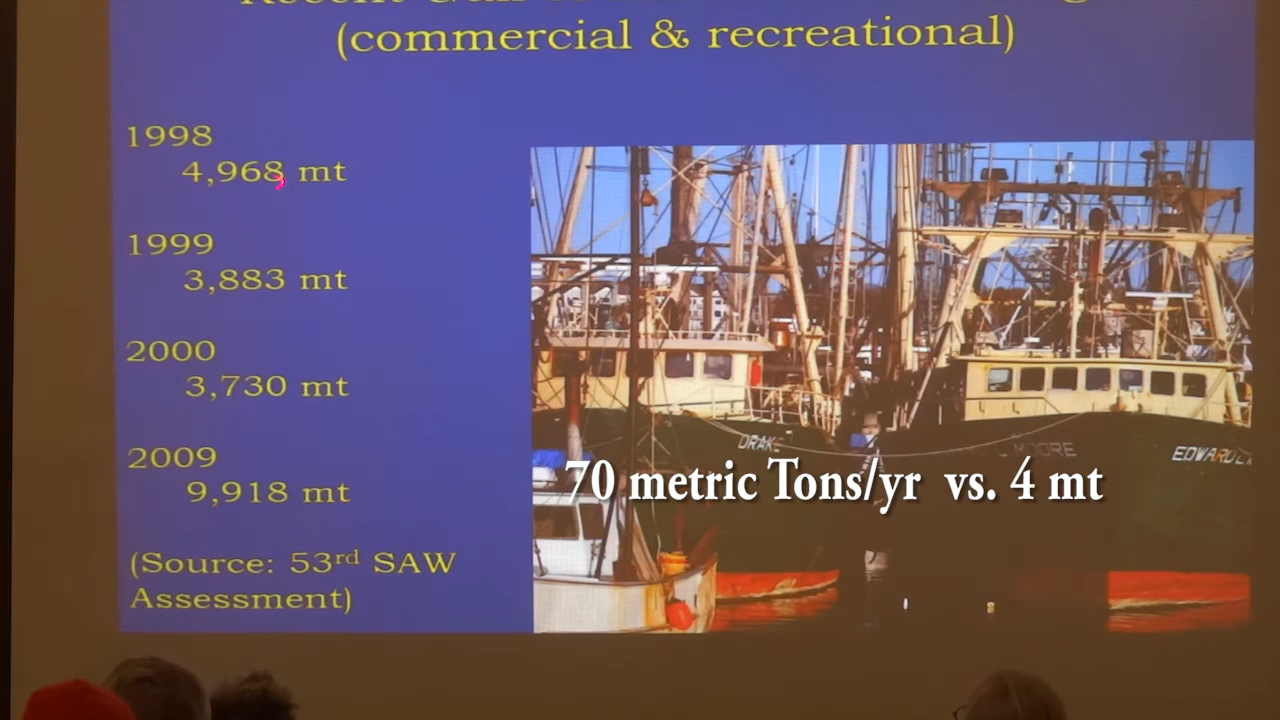 (commercial & recreational)
1998
4,968 mt
1999
3,883 mt
2000
3,730 mt
2009
9,918 mt
(Source: 53rd SAW
Assessment)
DRAKE
MOORE
EDWARD L
70 metric Tons/yr vs. 4 mt